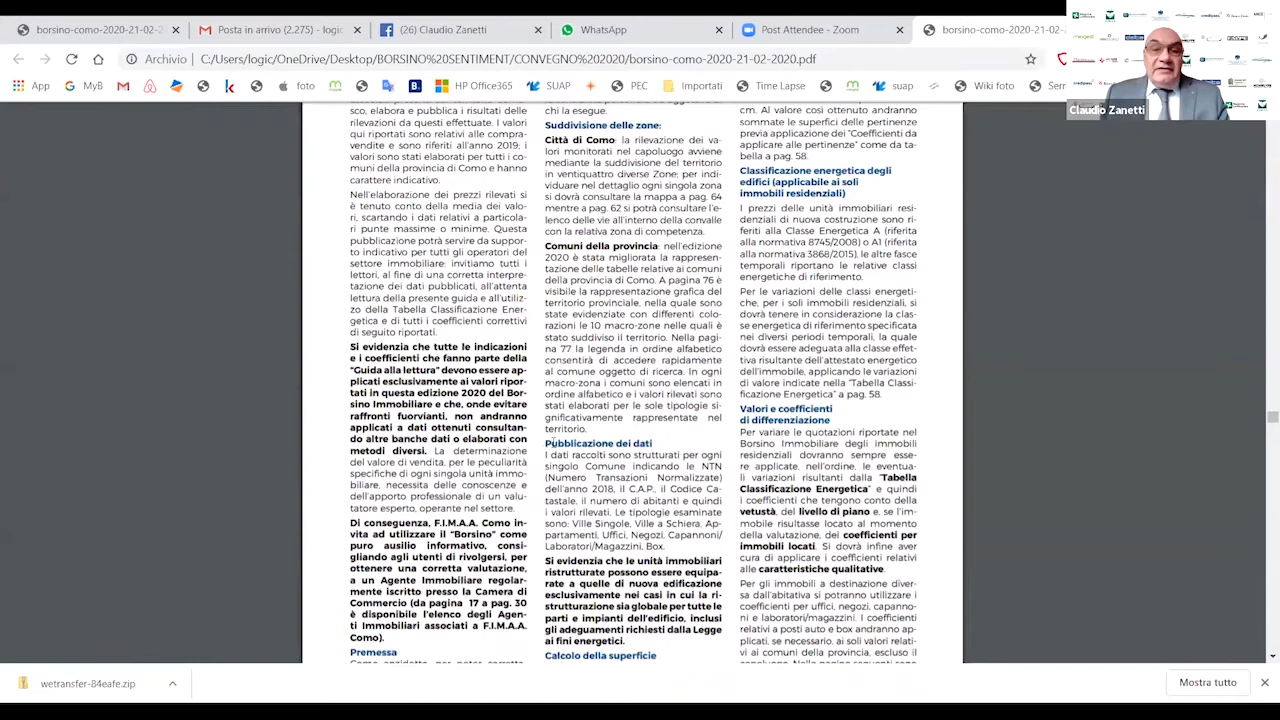 borsino-como-2020-21-02-2
Posta in arrivo (2.275) - logic
(26) Claudio Zanetti
WhatsApp
Post Attendee - Zoom
borsino-como-2020-21-02-
Archivio
C:/Users/logic/OneDrive/Desktop/BORSINO%20SENTIMENT/CONVEGNO%202020/borsino-como-2020-21-02-2020.pdf
App
MyB
foto
HP Office365
SUAP
PEC
Importati
Time Lapse
suap
Wiki foto
Claudio Zanetti
sco, elabora e pubblica i risultati delle
rilevazioni da questi effettuate. I valori
qui riportati sono relativi alle compra-
vendite e sono riferiti all'anno 2019; i
valori sono stati elaborati per tutti i co-
muni della provincia di Como e hanno
carattere indicativo.
Nell'elaborazione dei prezzi rilevati si
è tenuto conto della media dei valo-
ri, scartando i dati relativi a particola-
ri punte massime o minime. Questa
pubblicazione potrà servire da suppor-
to indicativo per tutti gli operatori del
settore immobiliare: invitiamo tutti i
lettori, al fine di una corretta interpre-
tazione dei dati pubblicati, all'attenta
lettura della presente guida e all'utiliz-
zo della Tabella Classificazione Ener-
getica e di tutti i coefficienti correttivi
di seguito riportati.
Si evidenzia che tutte le indicazioni
e i coefficienti che fanno parte della
"Guida alla lettura" devono essere ap-
plicati esclusivamente ai valori ripor-
tati in questa edizione 2020 del Bor-
sino Immobiliare e che, onde evitare
raffronti fuorvianti, non andranno
applicati a dati ottenuti consultan-
do altre banche dati o elaborati con
metodi diversi. La determinazione
del valore di vendita, per le peculiarità
specifiche di ogni singola unità immo-
biliare, necessita delle conoscenze e
dell'apporto professionale di un valu-
tatore esperto, operante nel settore.
Di conseguenza, F.I.M.A.A. Como in-
vita ad utilizzare il "Borsino" come
puro ausilio informativo, consi-
gliando agli utenti di rivolgersi, per
ottenere una corretta valutazione,
a un Agente Immobiliare regolar-
mente iscritto presso la Camera di
Commercio (da pagina 17 a pag. 30
è disponibile l'elenco degli Agen-
ti Immobiliari associati a F.I.M.A.A.
Como).
Premessa
chi la esegue.
Suddivisione delle zone:
Città di Como: la rilevazione dei va-
lori monitorati nel capoluogo avviene
mediante la suddivisione del territorio
in ventiquattro diverse Zone; per indi-
viduare nel dettaglio ogni singola zona
si dovrà consultare la mappa a pag. 64
mentre a pag. 62 si potrà consultare l'e-
lenco delle vie all'interno della convalle
con la relativa zona di competenza.
Comuni della provincia: nell'edizione
2020 è stata migliorata la rappresen-
tazione delle tabelle relative ai comuni
della provincia di Como. A pagina 76 è
visibile la rappresentazione grafica del
territorio provinciale, nella quale sono
state evidenziate con differenti colo-
razioni le 10 macro-zone nelle quali è
stato suddiviso il territorio. Nella pagi-
na 77 la legenda in ordine alfabetico
consentirà di accedere rapidamente
al comune oggetto di ricerca. In ogni
macro-zona i comuni sono elencati in
ordine alfabetico e i valori rilevati sono
stati elaborati per le sole tipologie si-
gnificativamente rappresentate nel
territorio.
Pubblicazione dei dati
I dati raccolti sono strutturati per ogni
singolo Comune indicando le NTN
(Numero Transazioni Normalizzate)
dell'anno 2018, il C.A.P., il Codice Ca-
tastale, il numero di abitanti e quindi
i valori rilevati. Le tipologie esaminate
sono: Ville Singole, Ville a Schiera, Ap-
partamenti, Uffici, Negozi, Capannoni/
Laboratori/Magazzini, Box.
Si evidenzia che le unità immobiliari
ristrutturate possono essere equipa-
rate a quelle di nuova edificazione
esclusivamente nei casi in cui la ri-
strutturazione sia globale per tutte le
parti e impianti dell'edificio, inclusi
gli adeguamenti richiesti dalla Legge
ai fini energetici.
Calcolo della superficie
cm. Al valore così ottenuto andranno
sommate le superfici delle pertinenze
previa applicazione dei "Coefficienti da
applicare alle pertinenze" come da ta-
bella a pag. 58.
Classificazione energetica degli
edifici (applicabile ai soli
immobili residenziali)
I prezzi delle unità immobiliari resi-
denziali di nuova costruzione sono ri-
feriti alla Classe Energetica A (riferita
alla normativa 8745/2008) o A1 (riferita
alla normativa 3868/2015), le altre fasce
temporali riportano le relative classi
energetiche di riferimento.
Per le variazioni delle classi energeti-
che, per i soli immobili residenziali, si
dovrà tenere in considerazione la clas-
se energetica di riferimento specificata
nei diversi periodi temporali, la quale
dovrà essere adeguata alla classe effet-
tiva risultante dell'attestato energetico
dell'immobile, applicando le variazioni
di valore indicate nella "Tabella Classi-
ficazione Energetica" a pag. 58.
Valori e coefficienti
di differenziazione
Per variare le quotazioni riportate nel
Borsino Immobiliare degli immobili
residenziali dovranno sempre esse-
re applicate, nell'ordine, le eventua-
li variazioni risultanti dalla "Tabella
Classificazione Energetica" e quindi
i coefficienti che tengono conto della
vetustà, del livello di piano e, se l'im-
mobile risultasse locato al momento
della valutazione, dei coefficienti per
immobili locati. Si dovrà infine aver
cura di applicare i coefficienti relativi
alle caratteristiche qualitative.
Per gli immobili a destinazione diver-
sa dall'abitativa si potranno utilizzare i
coefficienti per uffici, negozi, capanno-
ni e laboratori/magazzini. I coefficienti
relativi a posti auto e box andranno ap-
plicati, se necessario, ai soli valori relati-
vi ai comuni della provincia, escluso il
wetransfer-84eafe.zip
Mostra tutto